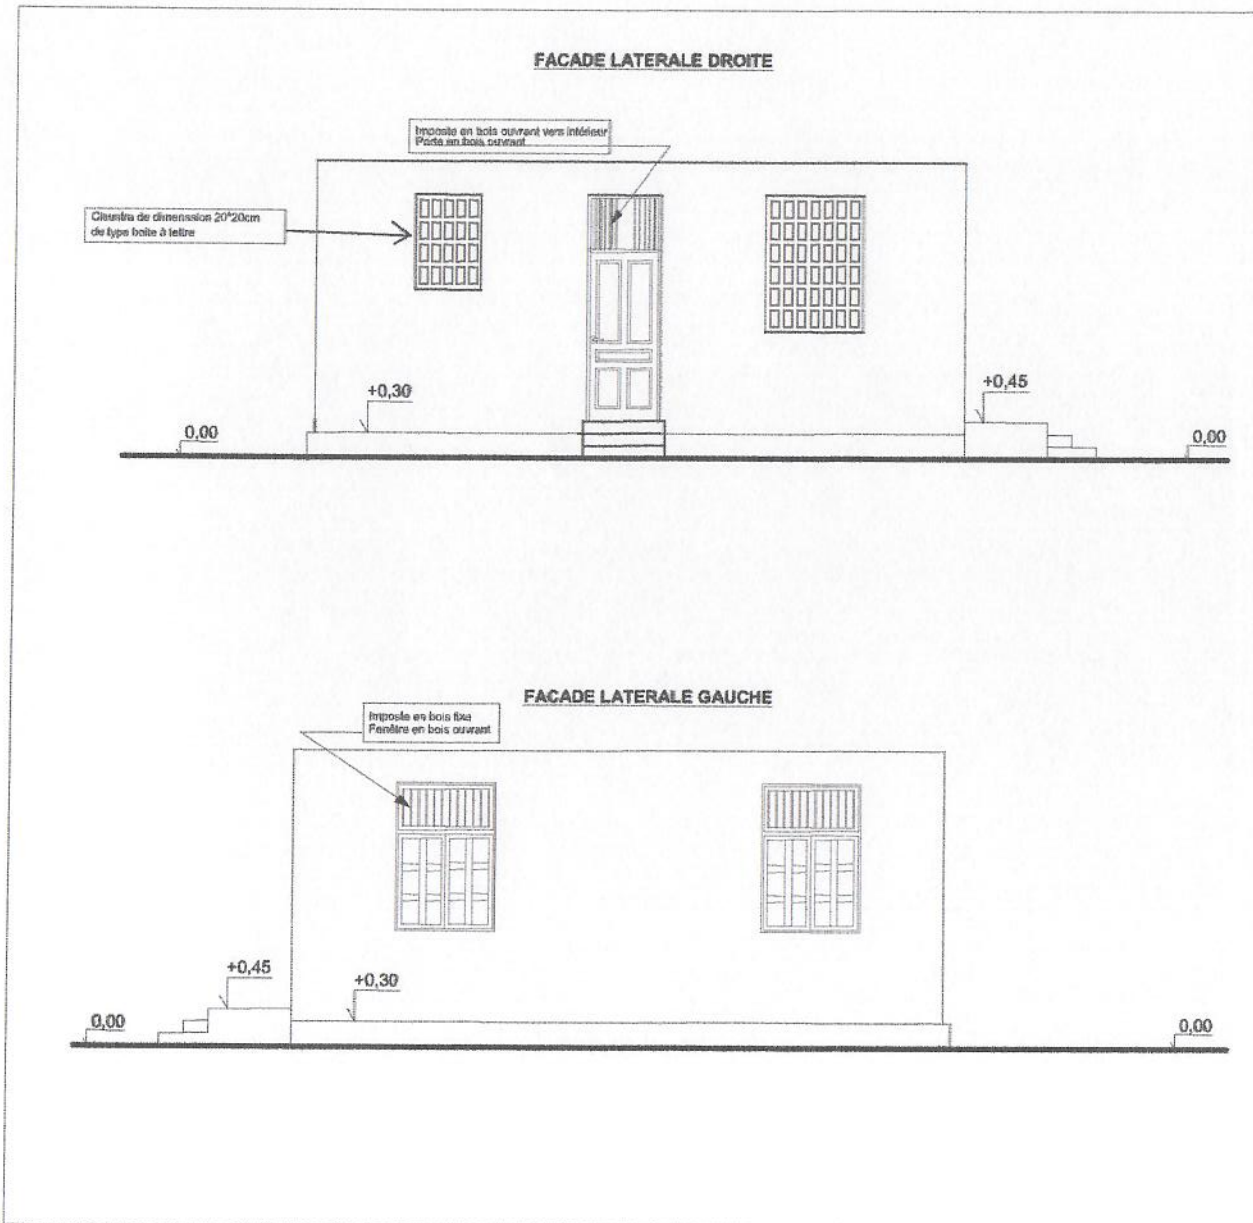 FACADE LATERALE DROITE
Imposte en bois ouvrant vers intérieur
Porte en bois ouvrant
Claustra de dimenssion 20*20cm
de type boite à lettre
+0,30
+0,45
0,00
0,00
FACADE LATERALE GAUCHE
Imposte en bois fixe
Fenêtre en bois ouvrant
+0,45
+0,30
0,00
0,00